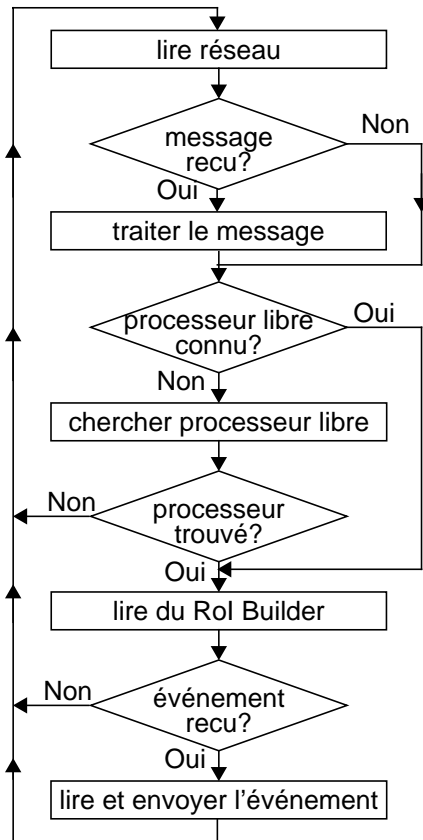 lire réseau
message
recu?
Non
Oui
traiter le message
processeur libre
connu?
Oui
Non
chercher processeur libre
Non
processeur
trouvé?
Oui
lire du RoI Builder
Non
événement
recu?
Oui
lire et envoyer l'événement